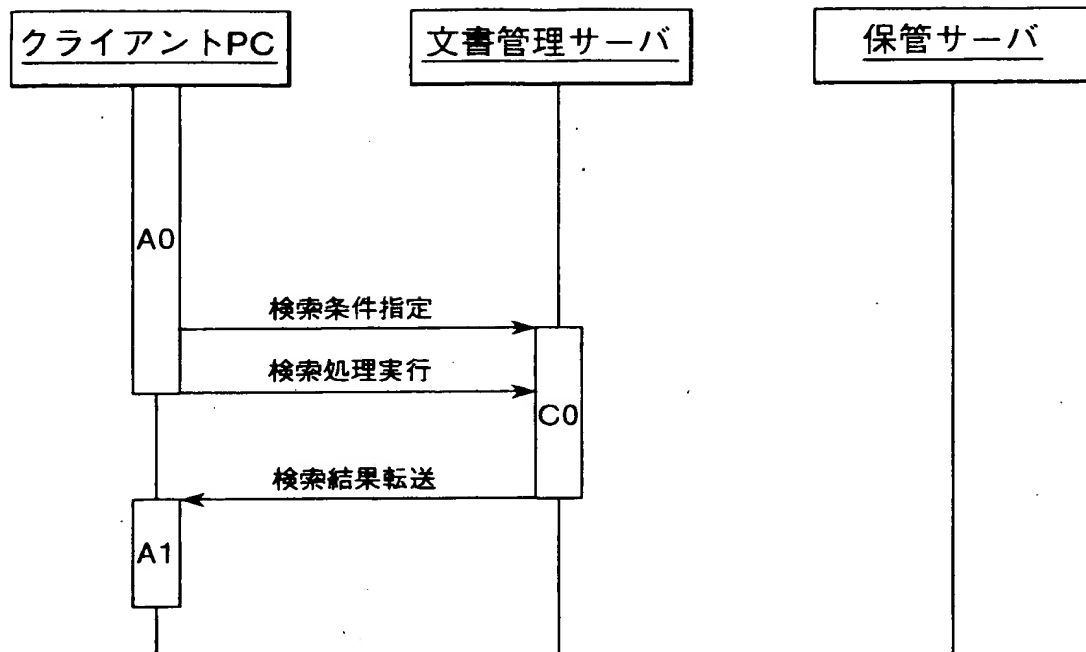 クライアントPC
文書管理サーバ
保管サーバ
A0
検索条件指定
検索処理実行
C0
検索結果転送
A1